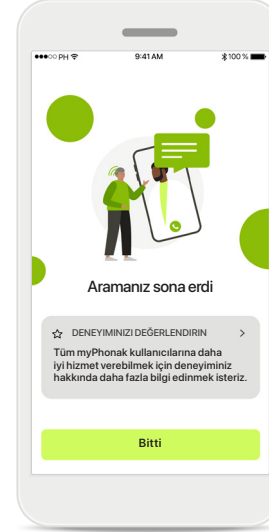 PH 9:41 AM 100 %
Aramanız sona erdi
DENEYIMINIZI DEĞERLENDIRIN
Tüm myPhonak kullanıcılarına daha
iyi hizmet verebilmek için deneyiminiz
hakkında daha fazla bilgi edinmek isteriz.
Bitti